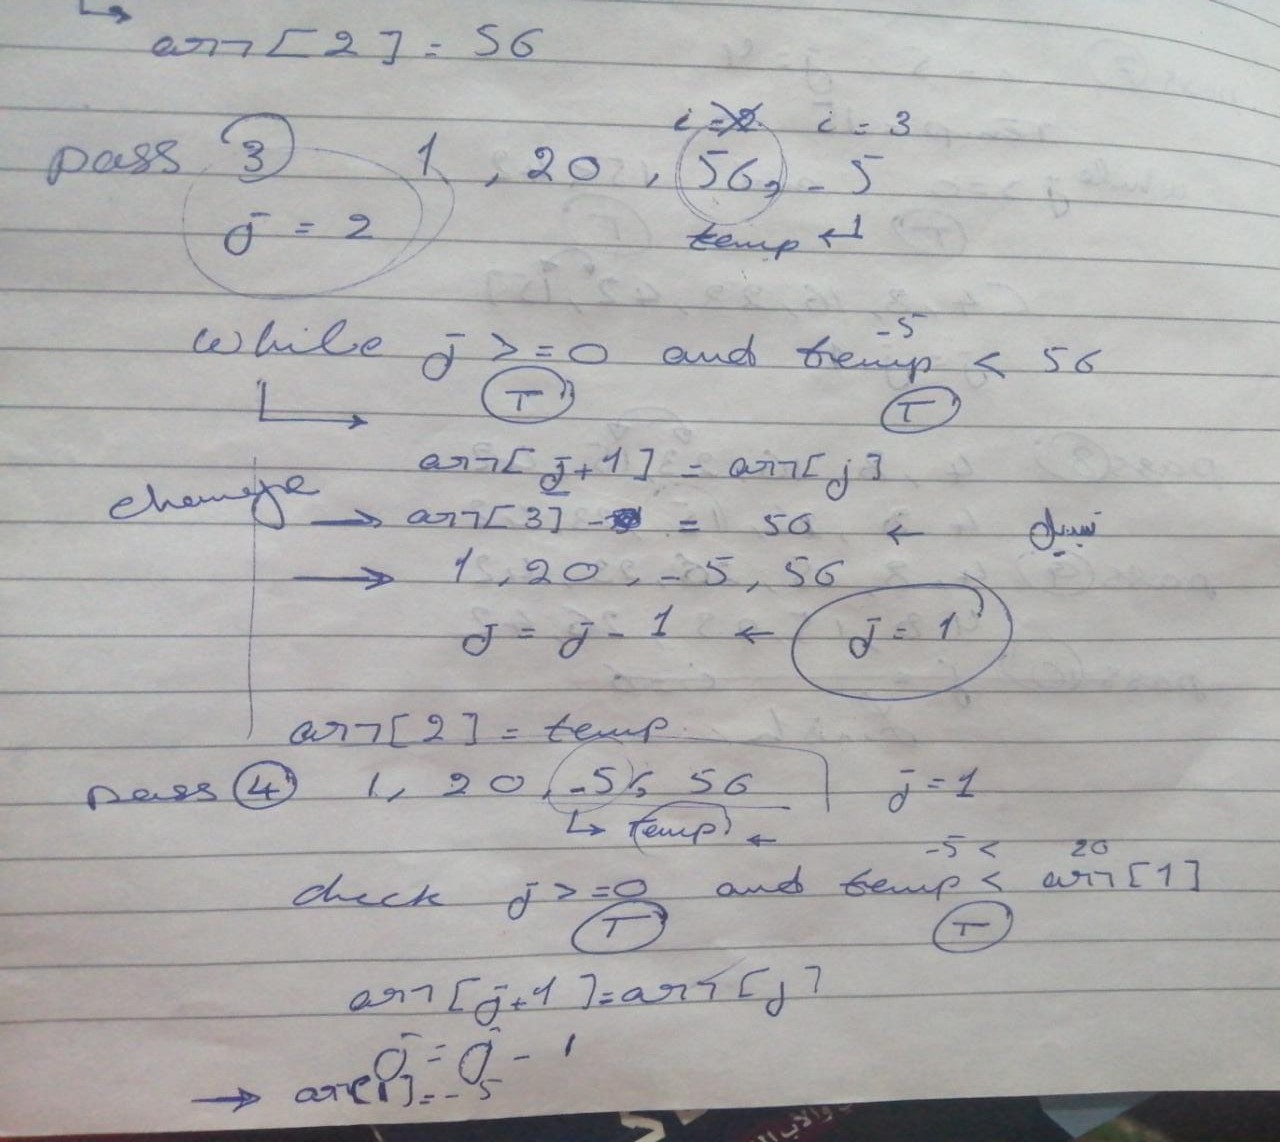 arr[2] = 56
i=2 i = 3
pass 3 1 , 20 , 56, -5
j = 2 temp ↵
while j >= 0 and temp < 56
-5
T T
arr[j+1] = arr[j]
change → arr[3] = 56 ← تبديل
→ 1 , 20 , -5 , 56
j = j - 1 ← j = 1
arr[2] = temp
pass 4 1, 20, -5, 56 j = 1
↳ temp ←
-5 < 20
check j >= 0 and temp < arr[1]
T T
arr[j+1]=arr[j]
j = j - 1
→ arr[1]=-5